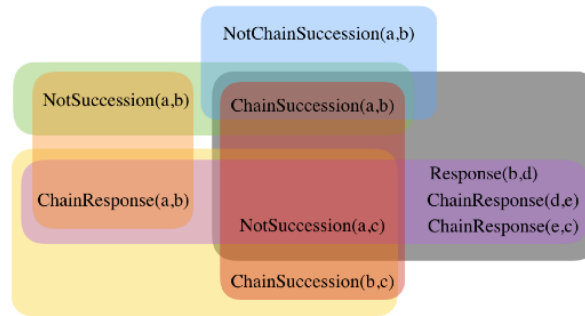 NotChainSuccession(a,b)
NotSuccession(a,b)
ChainSuccession(a,b)
Response(b,d)
ChainResponse(a,b)
ChainResponse(d,e)
NotSuccession(a,c)
ChainResponse(e,c)
ChainSuccession(b,c)